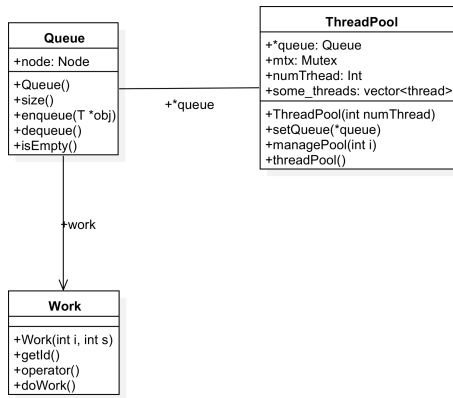 Queue
+node: Node
+Queue()
+size()
+enqueue(T *obj)
+dequeue()
+isEmpty()
+*queue
ThreadPool
+*queue: Queue
+mtx: Mutex
+numTrhead: Int
+some_threads: vector<thread>
+ThreadPool(int numThread)
+setQueue(*queue)
+managePool(int i)
+threadPool()
+work
Work
+Work(int i, int s)
+getId()
+operator()
+doWork()